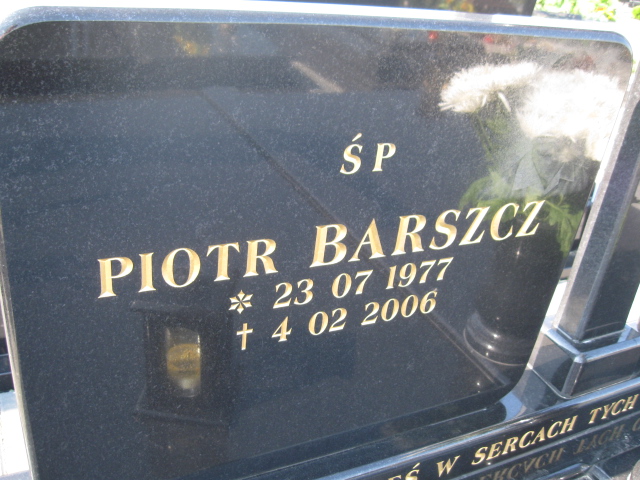 ŚP
PIOTR BARSZCZ
* 23 07 1977
† 4 02 2006
W SERCACH TYCH